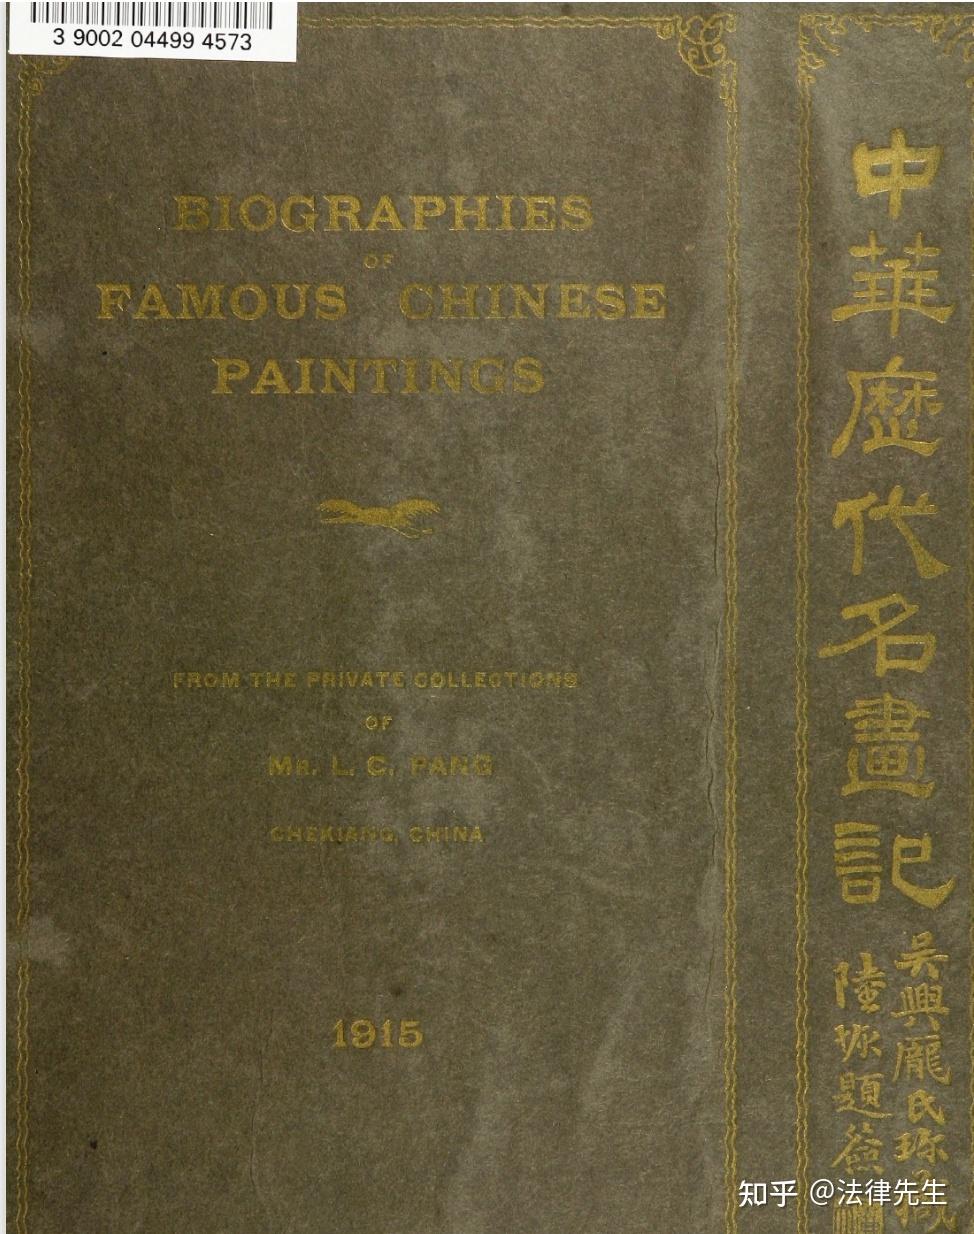 3 9002 04499 4573
BIOGRAPHIES
OF
FAMOUS CHINESE
PAINTINGS
FROM THE PRIVATE COLLECTIONS
OF
MR. L. C. PANG
CHEKIANG, CHINA
1915
中華歷代名畫記
吳興龐氏珎藏
陸恢題簽
知乎 @法律先生